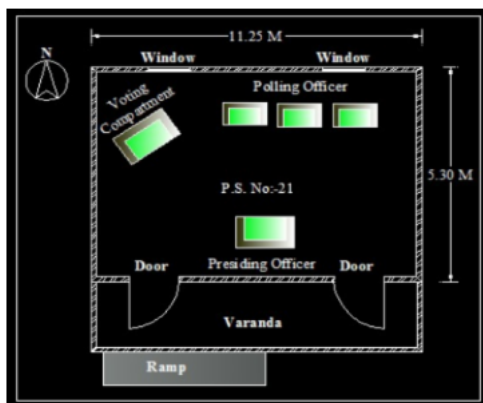 11.25 M
N
Window
Window
Voting
Compartment
Polling Officer
5.30 M
P.S. No:-21
Door
Presiding Officer
Door
Varanda
Ramp